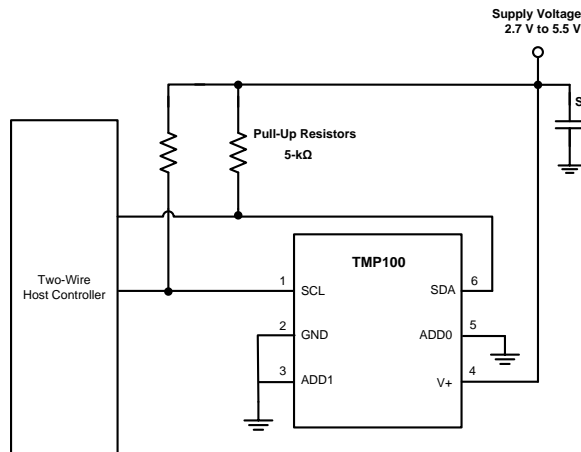 Supply Voltage
2.7 V to 5.5 V
S
Pull-Up Resistors
5-kΩ
Two-Wire
Host Controller
TMP100
1
SCL
SDA
6
2
GND
ADD0
5
3
ADD1
V+
4